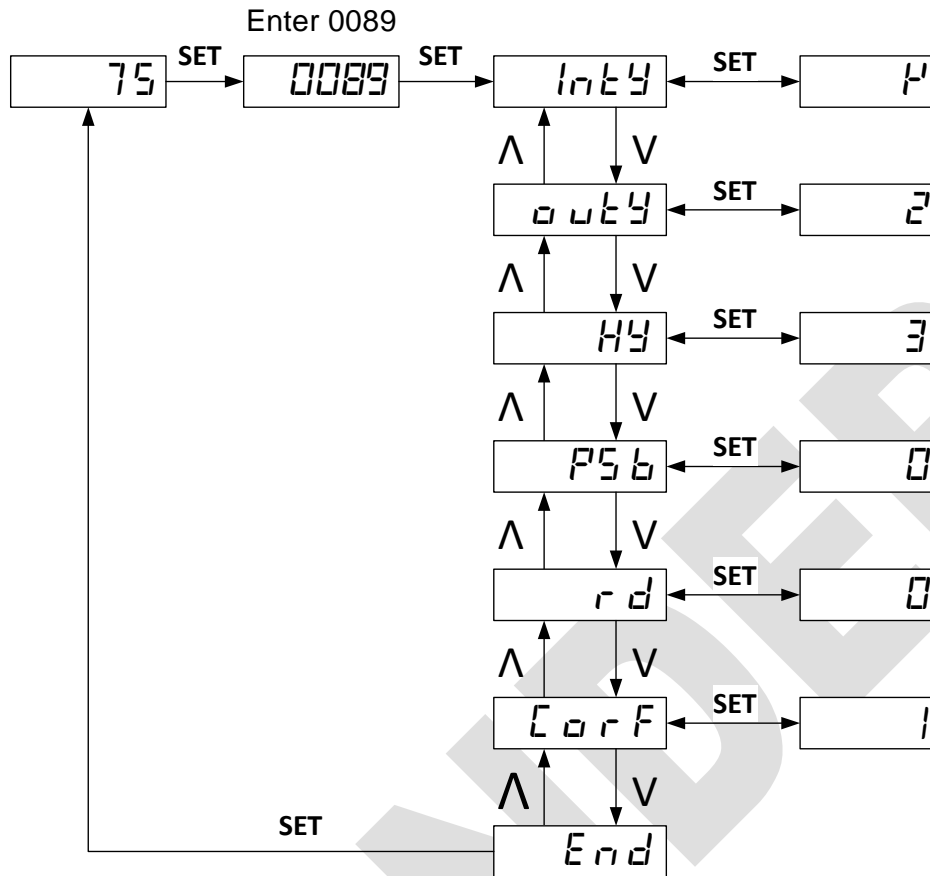 Enter 0089
75 SET 0089 SET IntY SET
Λ V
outY SET 2
Λ V
HY SET 3
Λ V
PSb SET 0
Λ V
rd SET 0
Λ V
CorF SET 1
Λ V
SET End